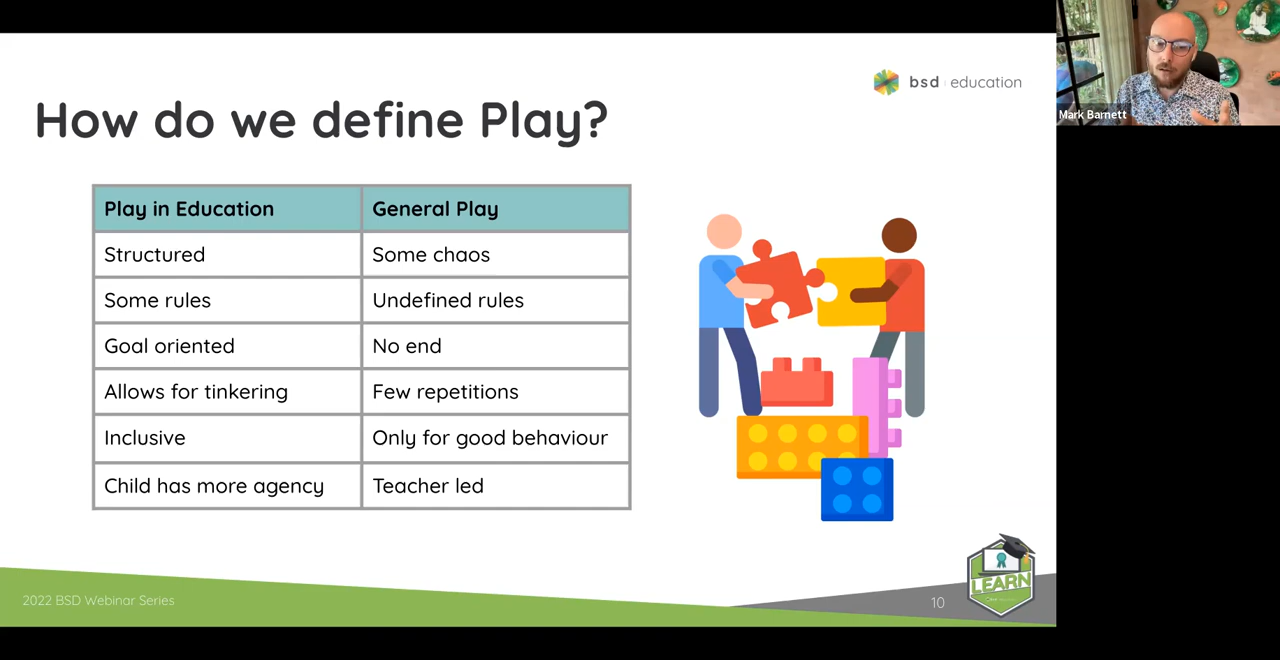 bsd education
Mark Barnett
How do we define Play?
Play in Education General Play
Structured Some chaos
Some rules Undefined rules
Goal oriented No end
Allows for tinkering Few repetitions
Inclusive Only for good behaviour
Child has more agency Teacher led
LEARN
2022 BSD Webinar Series
10